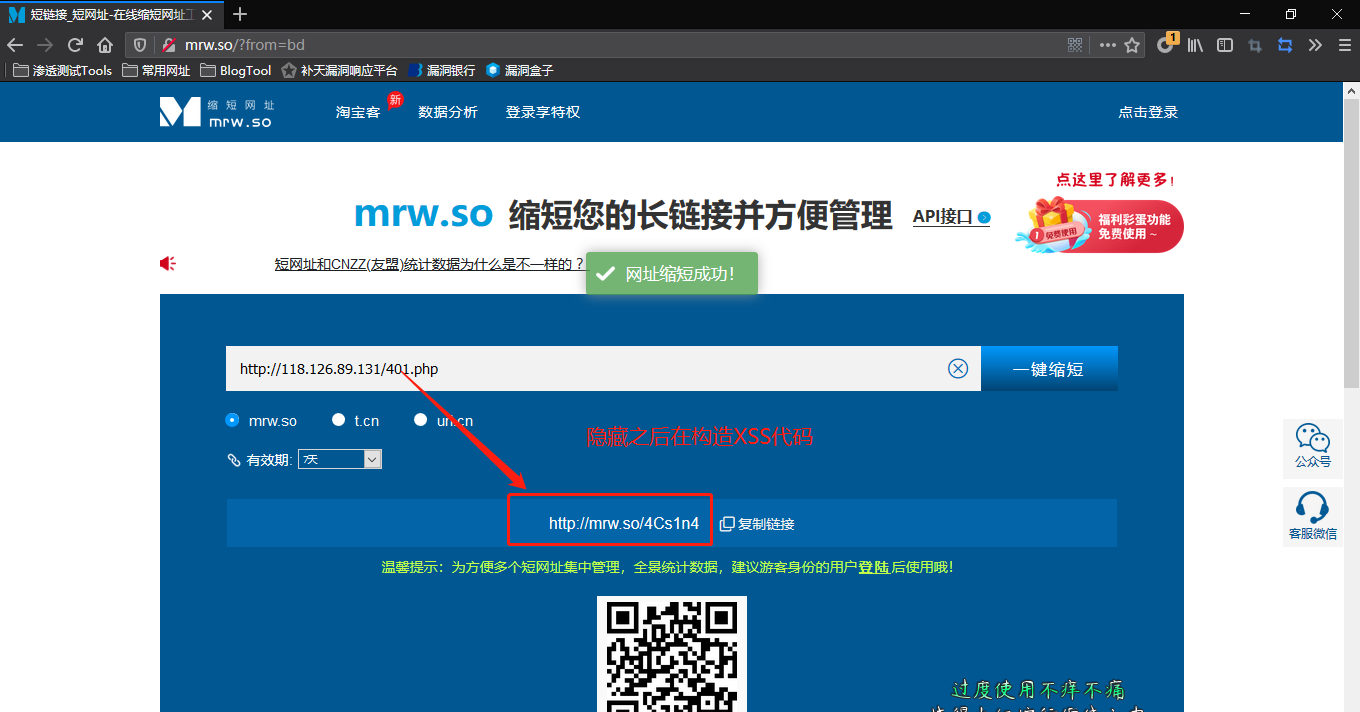 短链接_短网址-在线缩短网址工
mrw.so/?from=bd
1
渗透测试Tools 常用网址 BlogTool 补天漏洞响应平台 漏洞银行 漏洞盒子
缩短网址
mrw.so
淘宝客 新 数据分析 登录享特权 点击登录
点这里了解更多!
mrw.so 缩短您的长链接并方便管理 API接口
福利彩蛋功能
免费使用~
1 免费使用
短网址和CNZZ(友盟)统计数据为什么是不一样的?
网址缩短成功!
http://118.126.89.131/401.php 一键缩短
mrw.so t.cn url.cn
隐藏之后在构造XSS代码
有效期: 7天
公众号
http://mrw.so/4Cs1n4 复制链接
客服微信
温馨提示：为方便多个短网址集中管理，全景统计数据，建议游客身份的用户登陆后使用哦!
过度使用不痒不痛